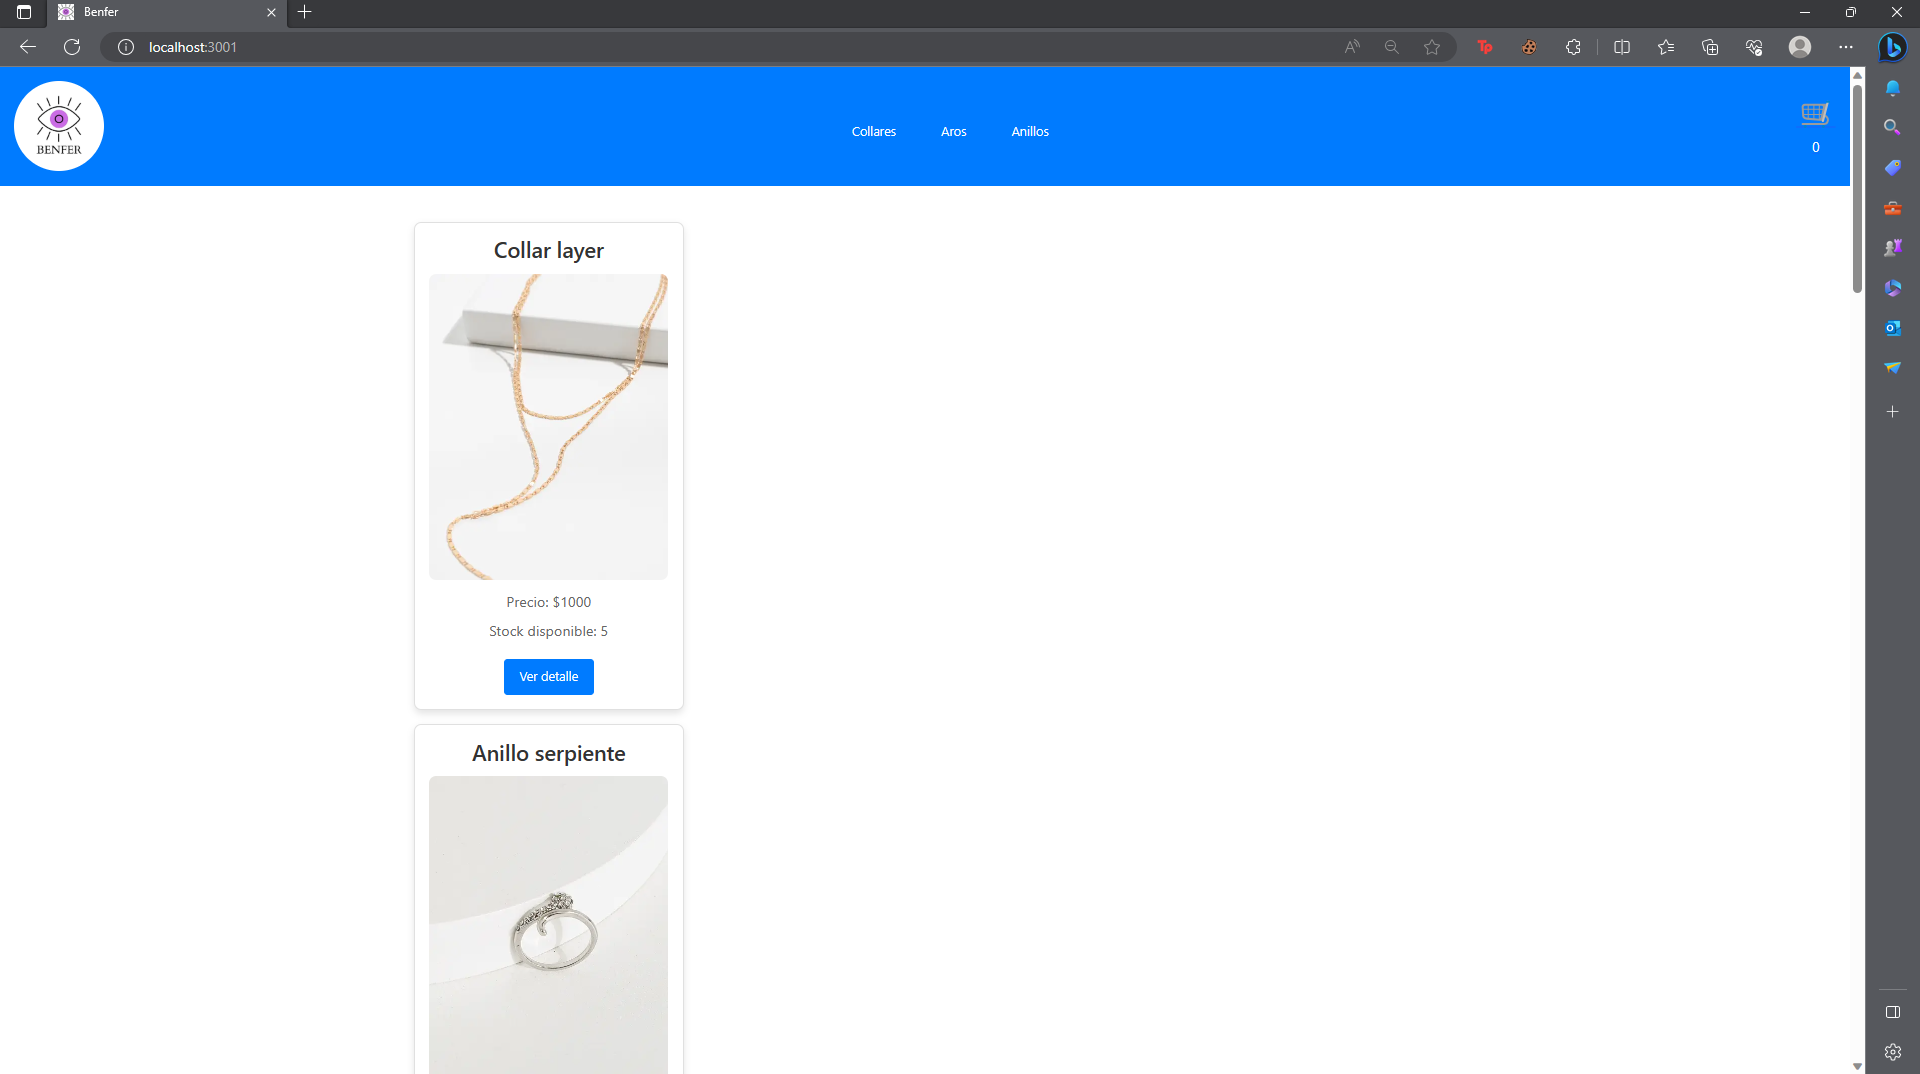 Benfer
localhost:3001
BENFER
Collares
Aros
Anillos
0
Collar layer
Precio: $1000
Stock disponible: 5
Ver detalle
Anillo serpiente